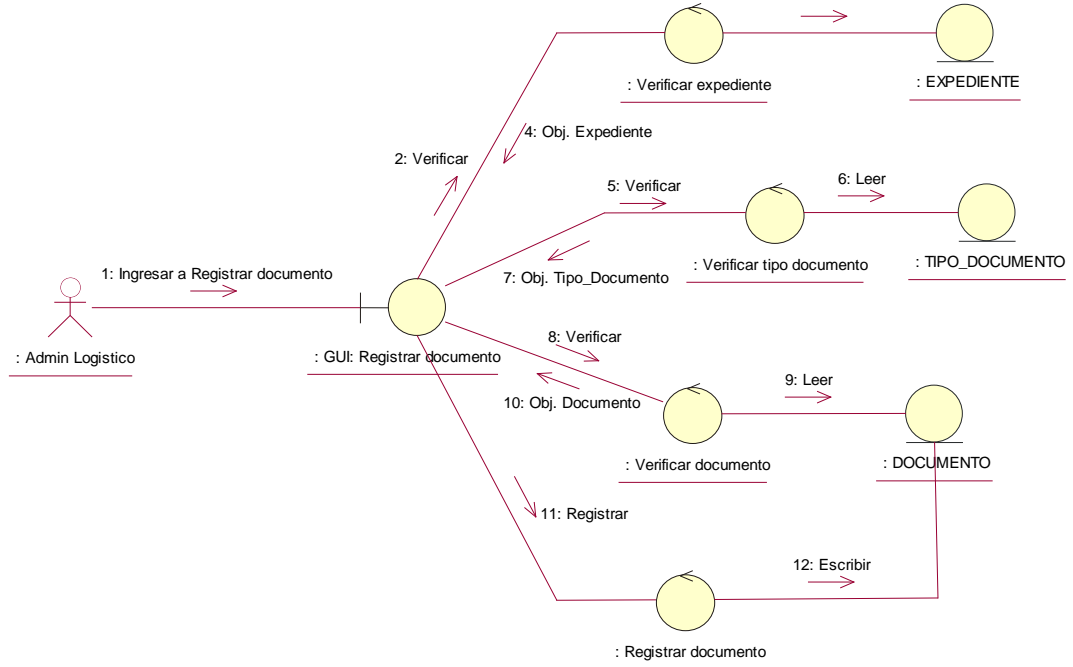 : Verificar expediente
: EXPEDIENTE
4: Obj. Expediente
2: Verificar
5: Verificar
6: Leer
: Verificar tipo documento
: TIPO_DOCUMENTO
7: Obj. Tipo_Documento
1: Ingresar a Registrar documento
: Admin Logistico
: GUI: Registrar documento
8: Verificar
10: Obj. Documento
9: Leer
: Verificar documento
: DOCUMENTO
11: Registrar
12: Escribir
: Registrar documento